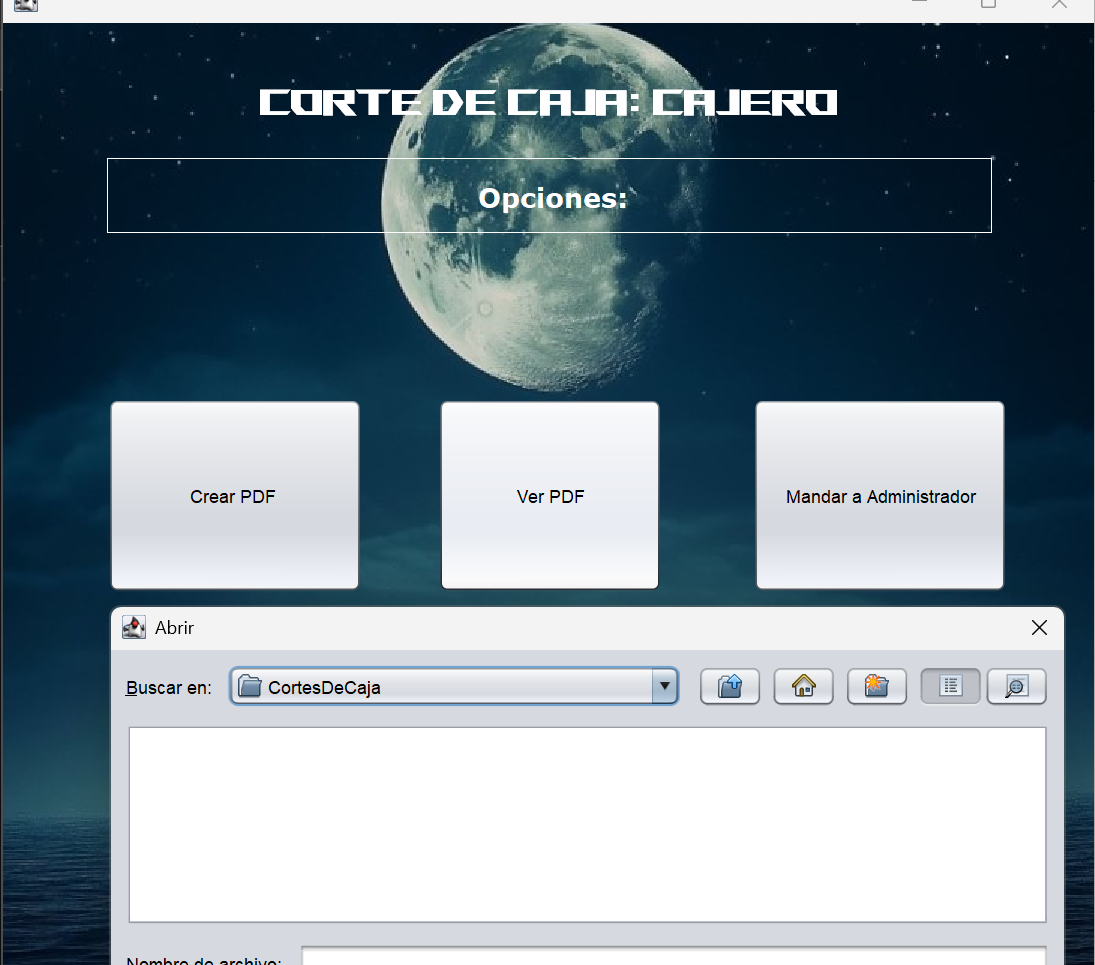 CORTE DE CAJA: CAJERO
Opciones:
Crear PDF
Ver PDF
Mandar a Administrador
Abrir
Buscar en:
CortesDeCaja
Nombre de archivo: